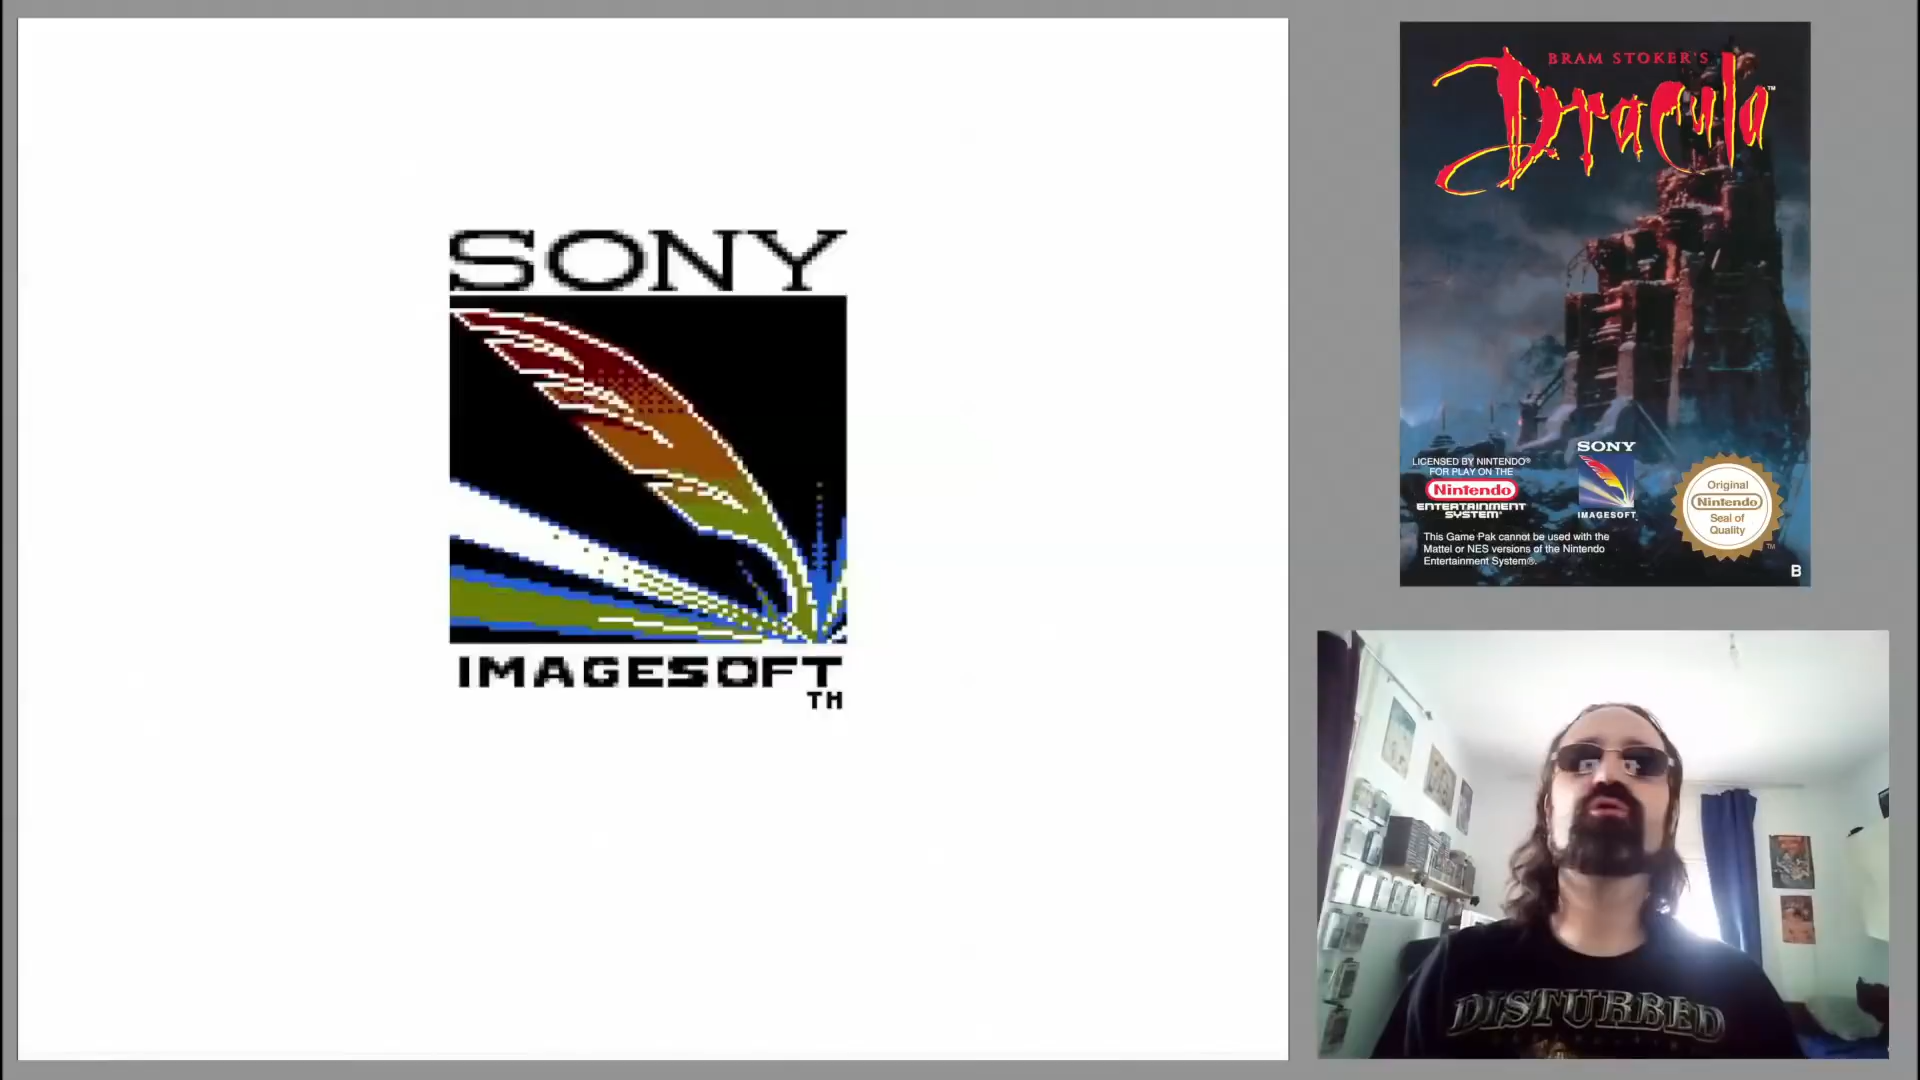 SONY
IMAGESOFT
TM
BRAM STOKER'S
Dracula™
LICENSED BY NINTENDO®
FOR PLAY ON THE
Nintendo
ENTERTAINMENT
SYSTEM®
This Game Pak cannot be used with the
Mattel or NES versions of the Nintendo
Entertainment System®.
SONY
IMAGESOFT
Original
Nintendo
Seal of
Quality
TM
B
DISTURBED